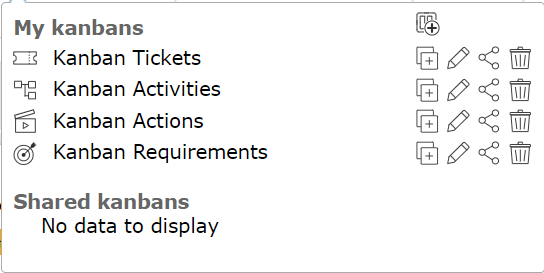 My kanbans
Kanban Tickets
Kanban Activities
Kanban Actions
Kanban Requirements
Shared kanbans
No data to display